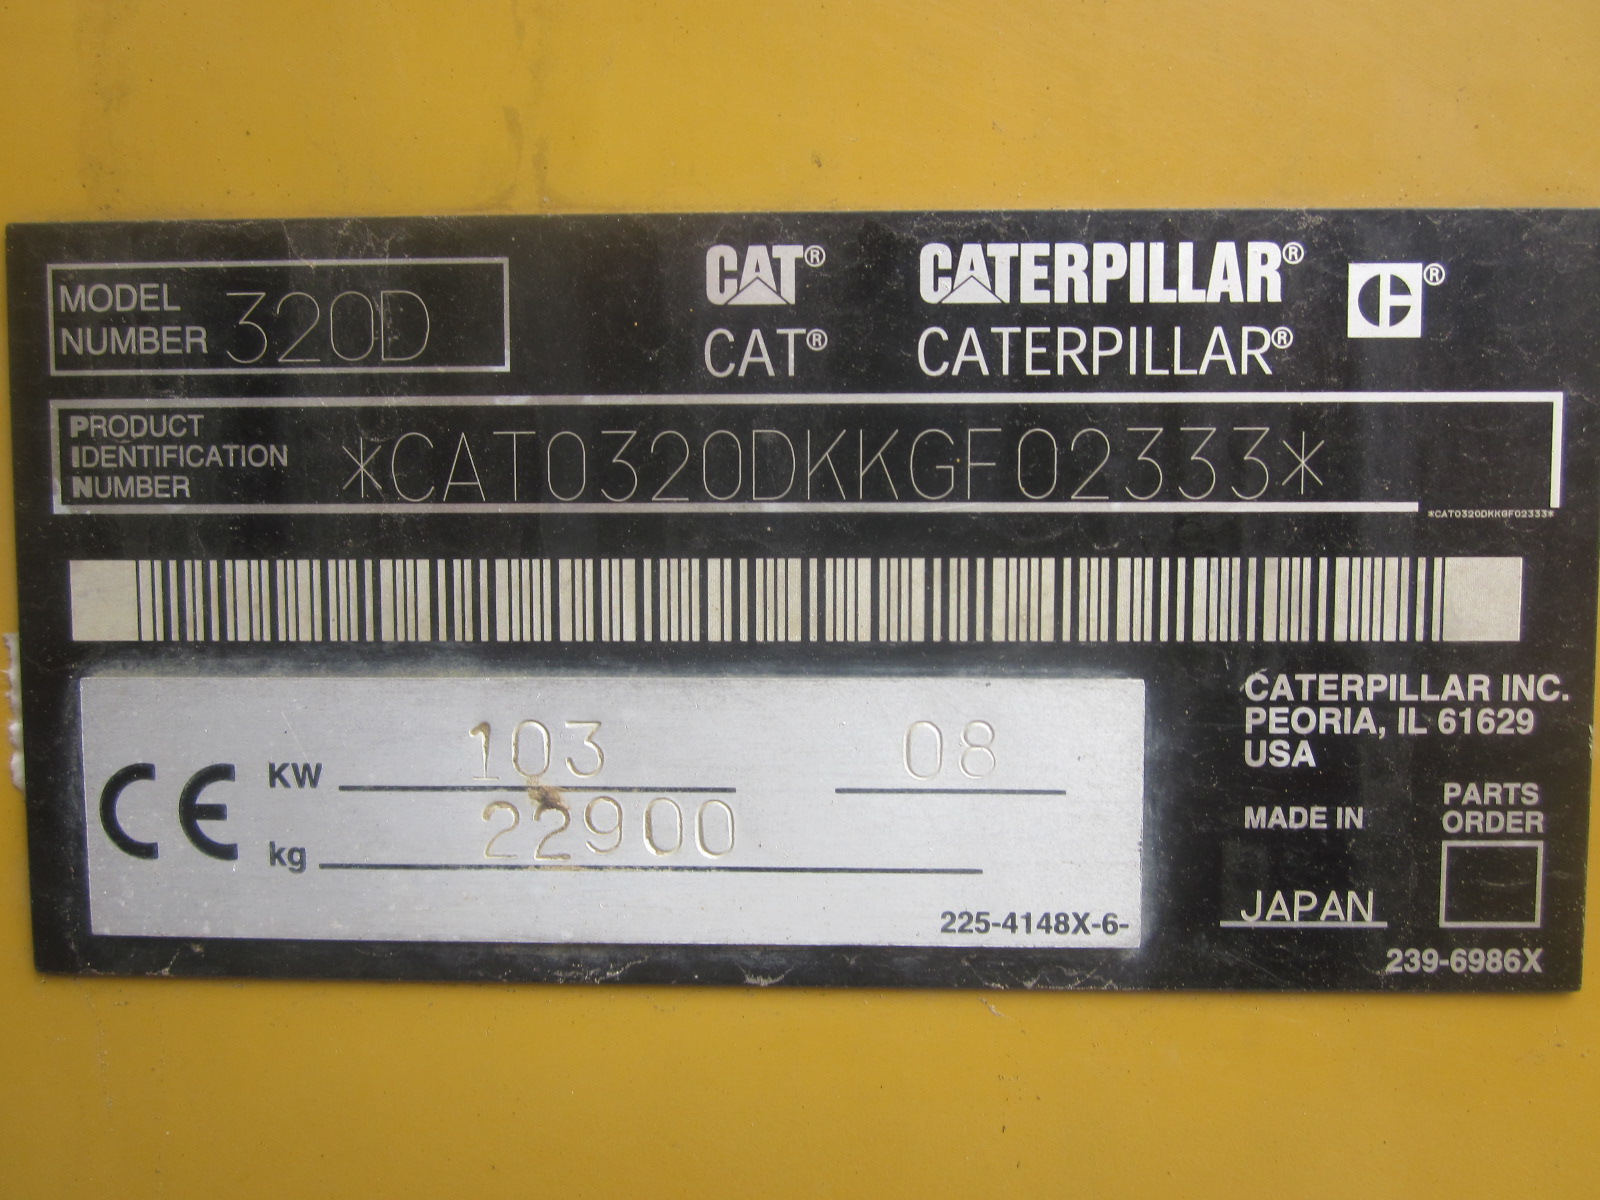 MODEL NUMBER 320D
CAT® CATERPILLAR® ®
CAT® CATERPILLAR®
PRODUCT IDENTIFICATION NUMBER *CAT0320DKKGF02333*
*CAT0320DKKGF02333*
CE KW 103 08
kg 22900
225-4148X-6-
CATERPILLAR INC.
PEORIA, IL 61629
USA
MADE IN
JAPAN
PARTS
ORDER
239-6986X